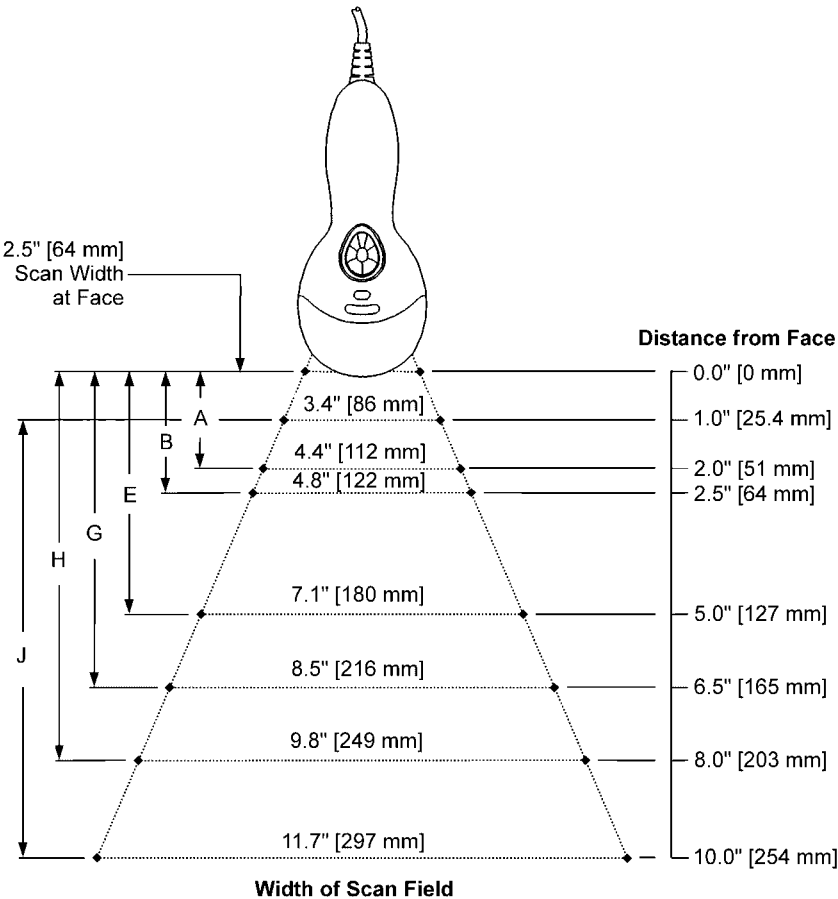 2.5" [64 mm]
Scan Width
at Face
Distance from Face
0.0" [0 mm]
3.4" [86 mm]
1.0" [25.4 mm]
A
B
4.4" [112 mm]
2.0" [51 mm]
4.8" [122 mm]
2.5" [64 mm]
E
G
H
7.1" [180 mm]
5.0" [127 mm]
J
8.5" [216 mm]
6.5" [165 mm]
9.8" [249 mm]
8.0" [203 mm]
11.7" [297 mm]
10.0" [254 mm]
Width of Scan Field